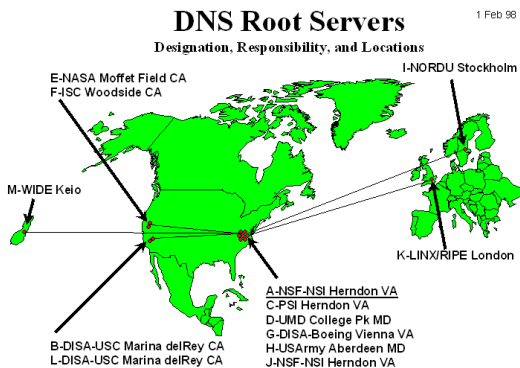 DNS Root Servers
1 Feb 98
Designation, Responsibility, and Locations
E-NASA Moffet Field CA
F-ISC Woodside CA
I-NORDU Stockholm
M-WIDE Keio
K-LINX/RIPE London
A-NSF-NSI Herndon VA
C-PSI Herndon VA
D-UMD College Pk MD
G-DISA-Boeing Vienna VA
H-USArmy Aberdeen MD
J-NSF-NSI Herndon VA
B-DISA-USC Marina delRey CA
L-DISA-USC Marina delRey CA